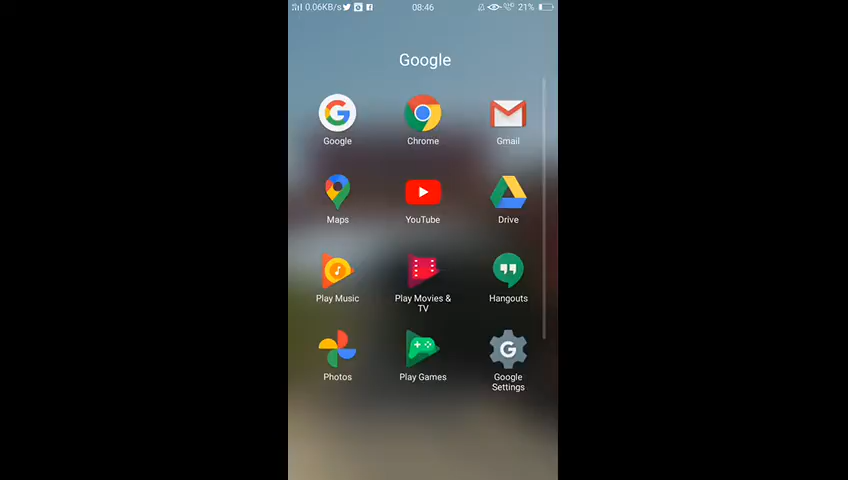 0.06KB/s 08:46 21%
Google
Google Chrome Gmail
Maps YouTube Drive
Play Music Play Movies & Hangouts
TV
Photos Play Games Google
Settings